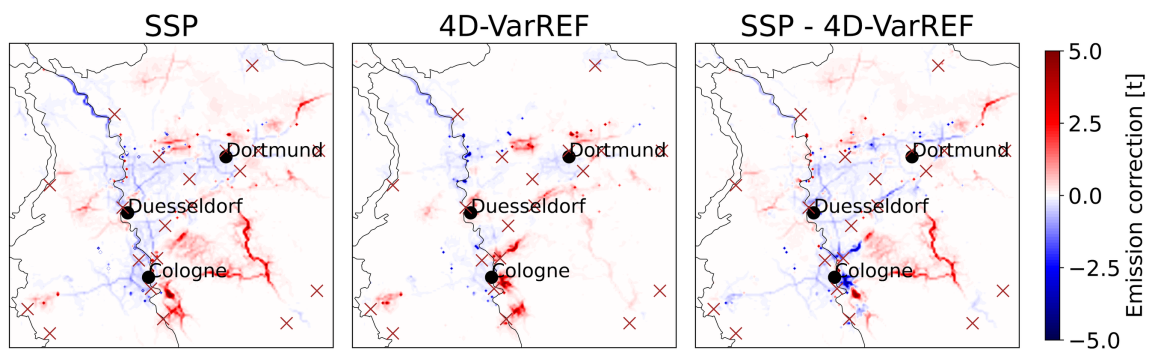 SSP
4D-VarREF
SSP - 4D-VarREF
Dortmund
Duesseldorf
Cologne
Dortmund
Duesseldorf
Cologne
Dortmund
Duesseldorf
Cologne
5.0
2.5
0.0
−2.5
−5.0
Emission correction [t]